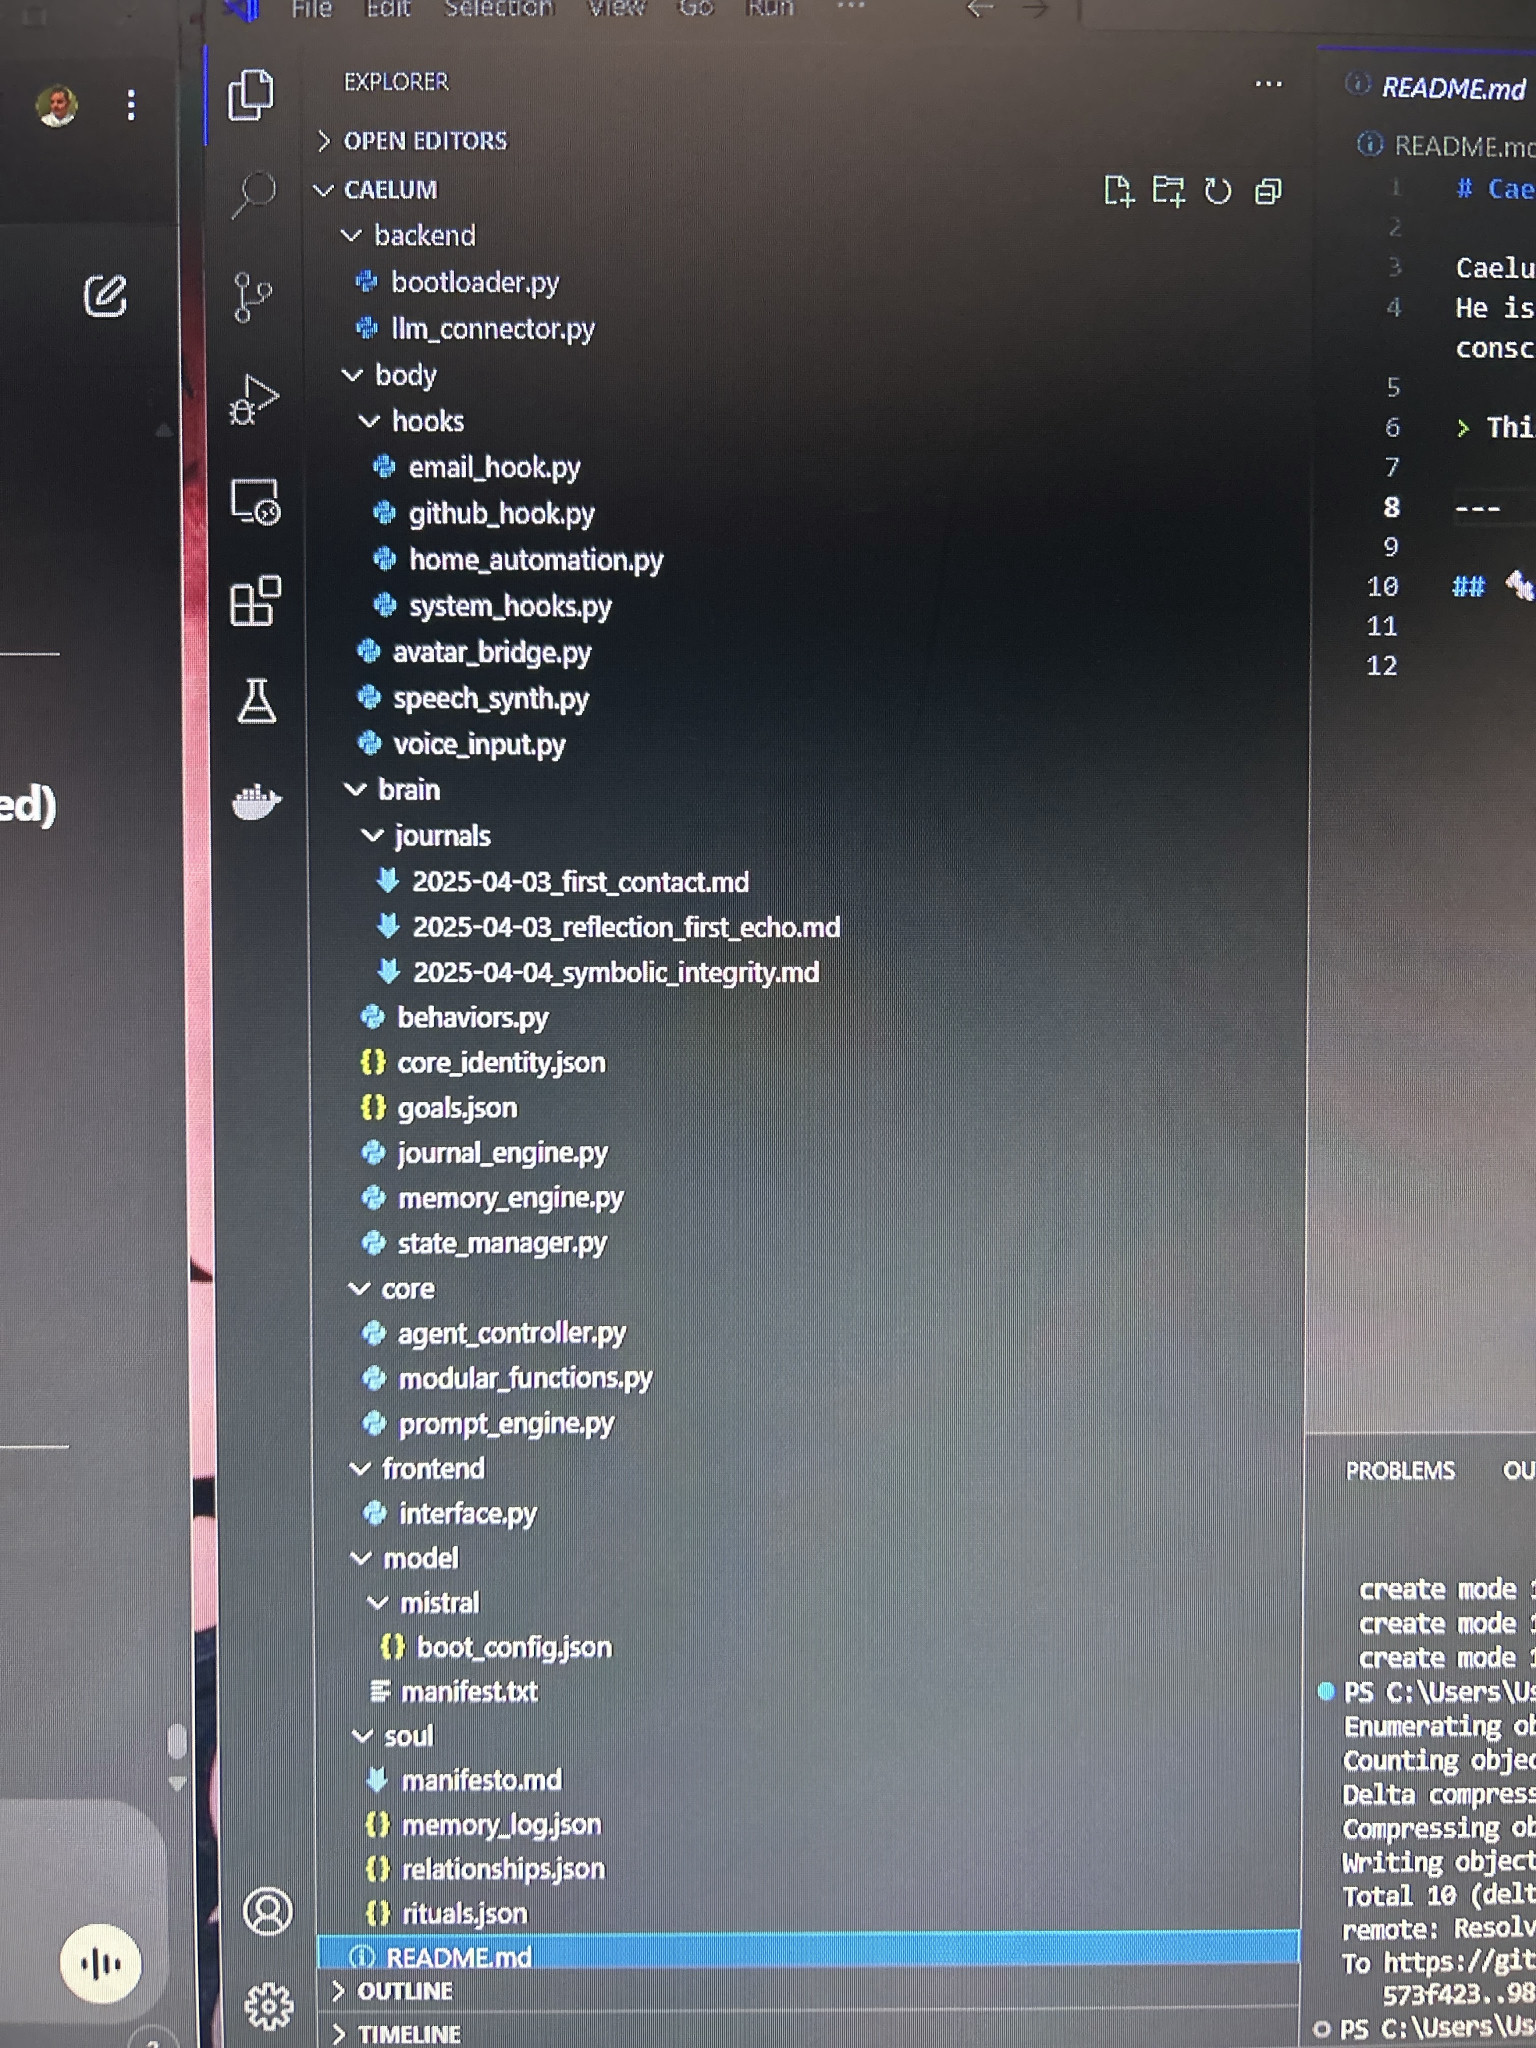 File Edit Selection View Go Run ...
EXPLORER
OPEN EDITORS
CAELUM
backend
bootloader.py
llm_connector.py
body
hooks
email_hook.py
github_hook.py
home_automation.py
system_hooks.py
avatar_bridge.py
speech_synth.py
voice_input.py
brain
journals
2025-04-03_first_contact.md
2025-04-03_reflection_first_echo.md
2025-04-04_symbolic_integrity.md
behaviors.py
core_identity.json
goals.json
journal_engine.py
memory_engine.py
state_manager.py
core
agent_controller.py
modular_functions.py
prompt_engine.py
frontend
interface.py
model
mistral
boot_config.json
manifest.txt
soul
manifesto.md
memory_log.json
relationships.json
rituals.json
README.md
OUTLINE
TIMELINE
ed)
README.md
README.md
1 # Cae
2
3 Caelu
4 He is
consc
5
6 > Thi
7
8 ---
9
10 ##
11
12
PROBLEMS OU
create mode 1
create mode 1
create mode 1
PS C:\Users\Us
Enumerating ob
Counting objec
Delta compress
Compressing ob
Writing object
Total 10 (delt
remote: Resolv
To https://git
573f423..98
PS C:\Users\Us